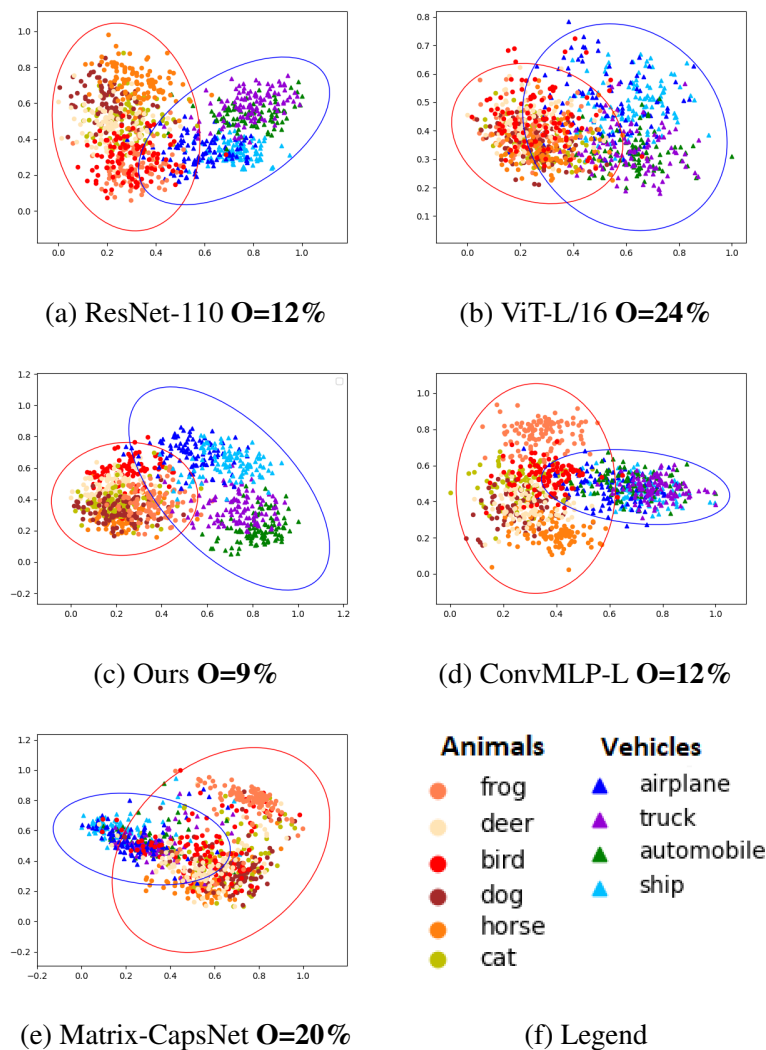 1.0
0.8
0.6
0.4
0.2
0.0
0.0 0.2 0.4 0.6 0.8 1.0
(a) ResNet-110 O=12%
0.8
0.7
0.6
0.5
0.4
0.3
0.2
0.1
0.0 0.2 0.4 0.6 0.8 1.0
(b) ViT-L/16 O=24%
1.2
1.0
0.8
0.6
0.4
0.2
0.0
−0.2
0.0 0.2 0.4 0.6 0.8 1.0 1.2
(c) Ours O=9%
1.0
0.8
0.6
0.4
0.2
0.0
0.0 0.2 0.4 0.6 0.8 1.0
(d) ConvMLP-L O=12%
1.2
1.0
0.8
0.6
0.4
0.2
0.0
−0.2
−0.2 0.0 0.2 0.4 0.6 0.8 1.0
(e) Matrix-CapsNet O=20%
Animals
frog
deer
bird
dog
horse
cat
Vehicles
airplane
truck
automobile
ship
(f) Legend